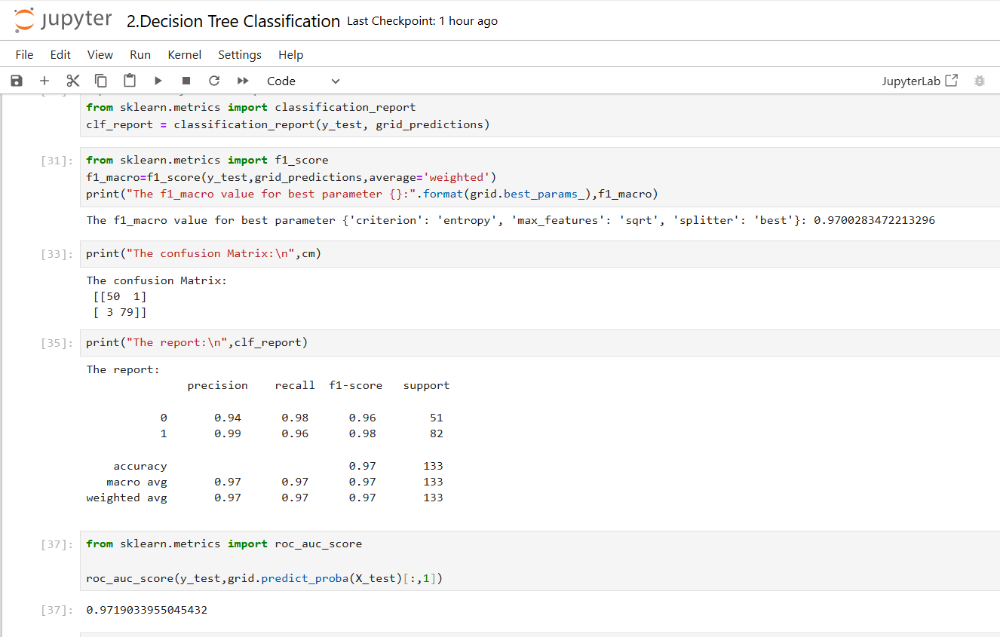 jupyter 2.Decision Tree Classification Last Checkpoint: 1 hour ago
File Edit View Run Kernel Settings Help
Code JupyterLab
from sklearn.metrics import classification_report
clf_report = classification_report(y_test, grid_predictions)
[31]: from sklearn.metrics import f1_score
f1_macro=f1_score(y_test,grid_predictions,average='weighted')
print("The f1_macro value for best parameter {}:".format(grid.best_params_),f1_macro)
The f1_macro value for best parameter {'criterion': 'entropy', 'max_features': 'sqrt', 'splitter': 'best'}: 0.9700283472213296
[33]: print("The confusion Matrix:\n",cm)
The confusion Matrix:
[[50  1]
[ 3 79]]
[35]: print("The report:\n",clf_report)
The report:
precision recall f1-score support
0 0.94 0.98 0.96 51
1 0.99 0.96 0.98 82
accuracy 0.97 133
macro avg 0.97 0.97 0.97 133
weighted avg 0.97 0.97 0.97 133
[37]: from sklearn.metrics import roc_auc_score
roc_auc_score(y_test,grid.predict_proba(X_test)[:,1])
[37]: 0.9719033955045432